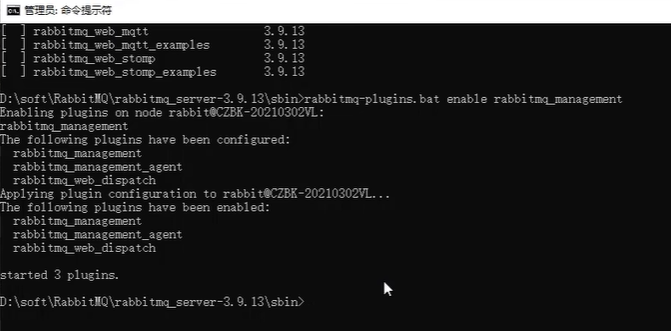 管理员: 命令提示符
[  ] rabbitmq_web_mqtt                 3.9.13
[  ] rabbitmq_web_mqtt_examples        3.9.13
[  ] rabbitmq_web_stomp                3.9.13
[  ] rabbitmq_web_stomp_examples       3.9.13
D:\soft\RabbitMQ\rabbitmq_server-3.9.13\sbin>rabbitmq-plugins.bat enable rabbitmq_management
Enabling plugins on node rabbit@CZBK-20210302VL:
rabbitmq_management
The following plugins have been configured:
  rabbitmq_management
  rabbitmq_management_agent
  rabbitmq_web_dispatch
Applying plugin configuration to rabbit@CZBK-20210302VL...
The following plugins have been enabled:
  rabbitmq_management
  rabbitmq_management_agent
  rabbitmq_web_dispatch
started 3 plugins.
D:\soft\RabbitMQ\rabbitmq_server-3.9.13\sbin>